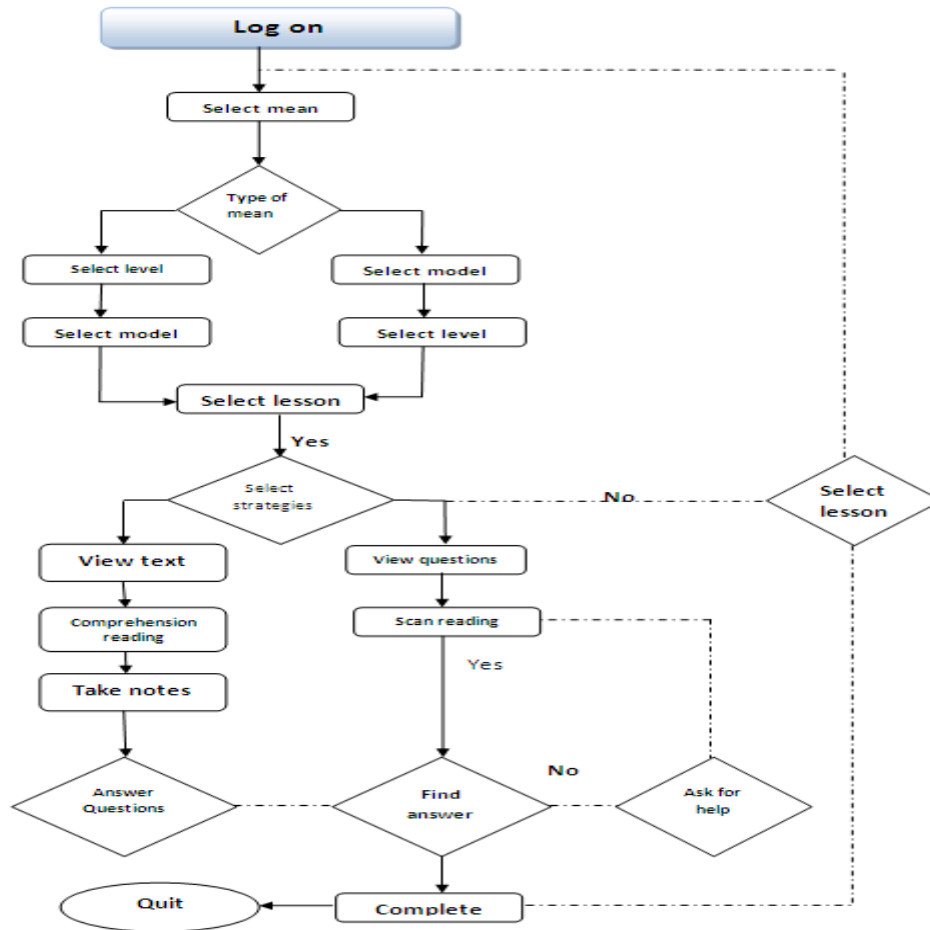 Log on
Select mean
Type of
mean
Select level
Select model
Select model
Select level
Select lesson
Yes
Select
strategies
No
Select
lesson
View text
View questions
Comprehension
reading
Scan reading
Yes
Take notes
No
Answer
Questions
Find
answer
Ask for
help
Quit
Complete